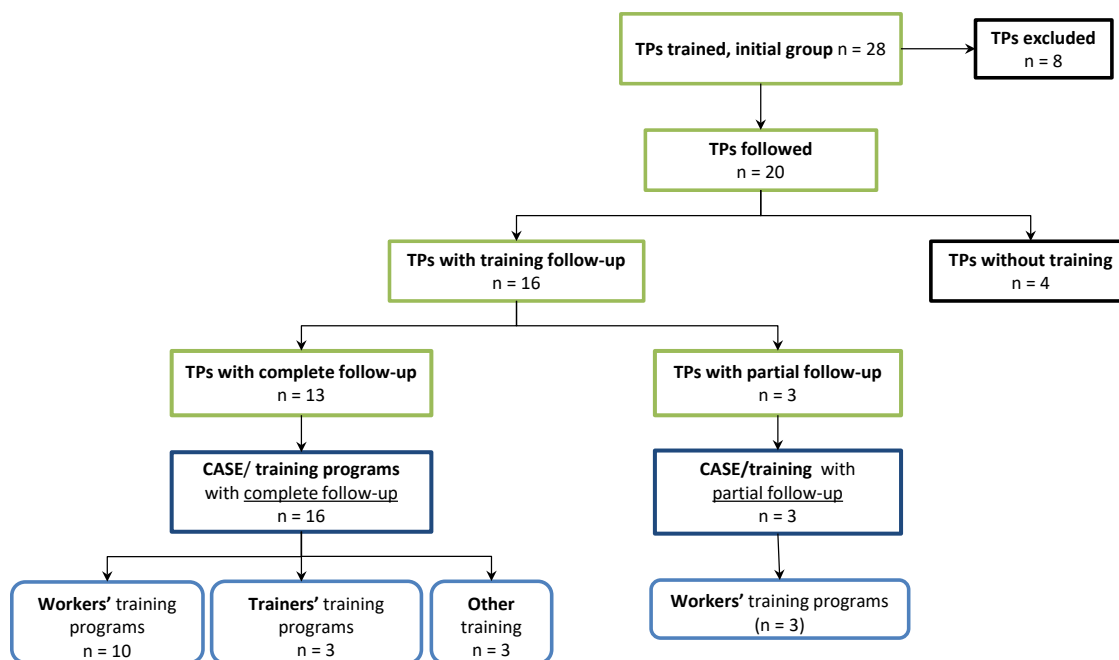 TPs trained, initial group n = 28
TPs excluded
n = 8
TPs followed
n = 20
TPs with training follow-up
n = 16
TPs without training
n = 4
TPs with complete follow-up
n = 13
TPs with partial follow-up
n = 3
CASE/ training programs
with complete follow-up
n = 16
CASE/training with
partial follow-up
n = 3
Workers’ training
programs
n = 10
Trainers’ training
programs
n = 3
Other
training
n = 3
Workers’ training programs
(n = 3)